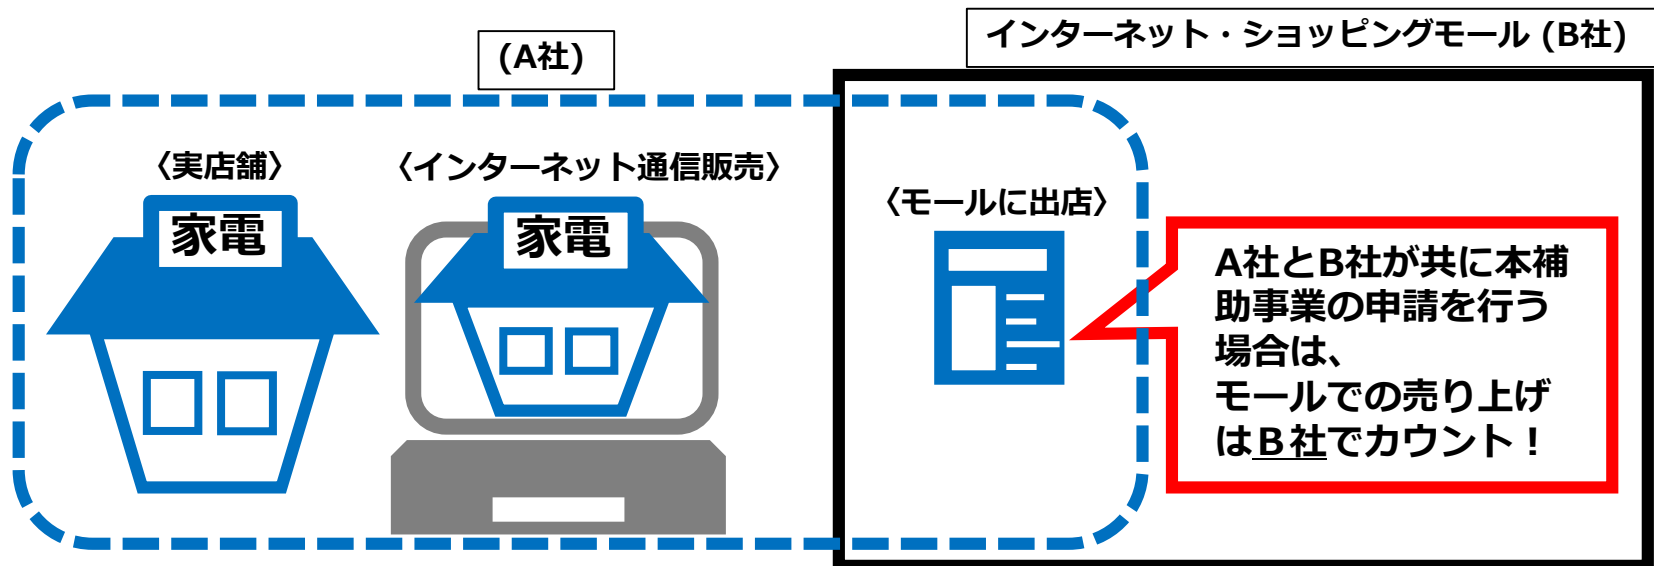 インターネット・ショッピングモール (B社)
(A社)
〈実店舗〉
〈インターネット通信販売〉
〈モールに出店〉
家電
家電
A社とB社が共に本補
助事業の申請を行う
場合は、
モールでの売り上げ
はＢ社でカウント！